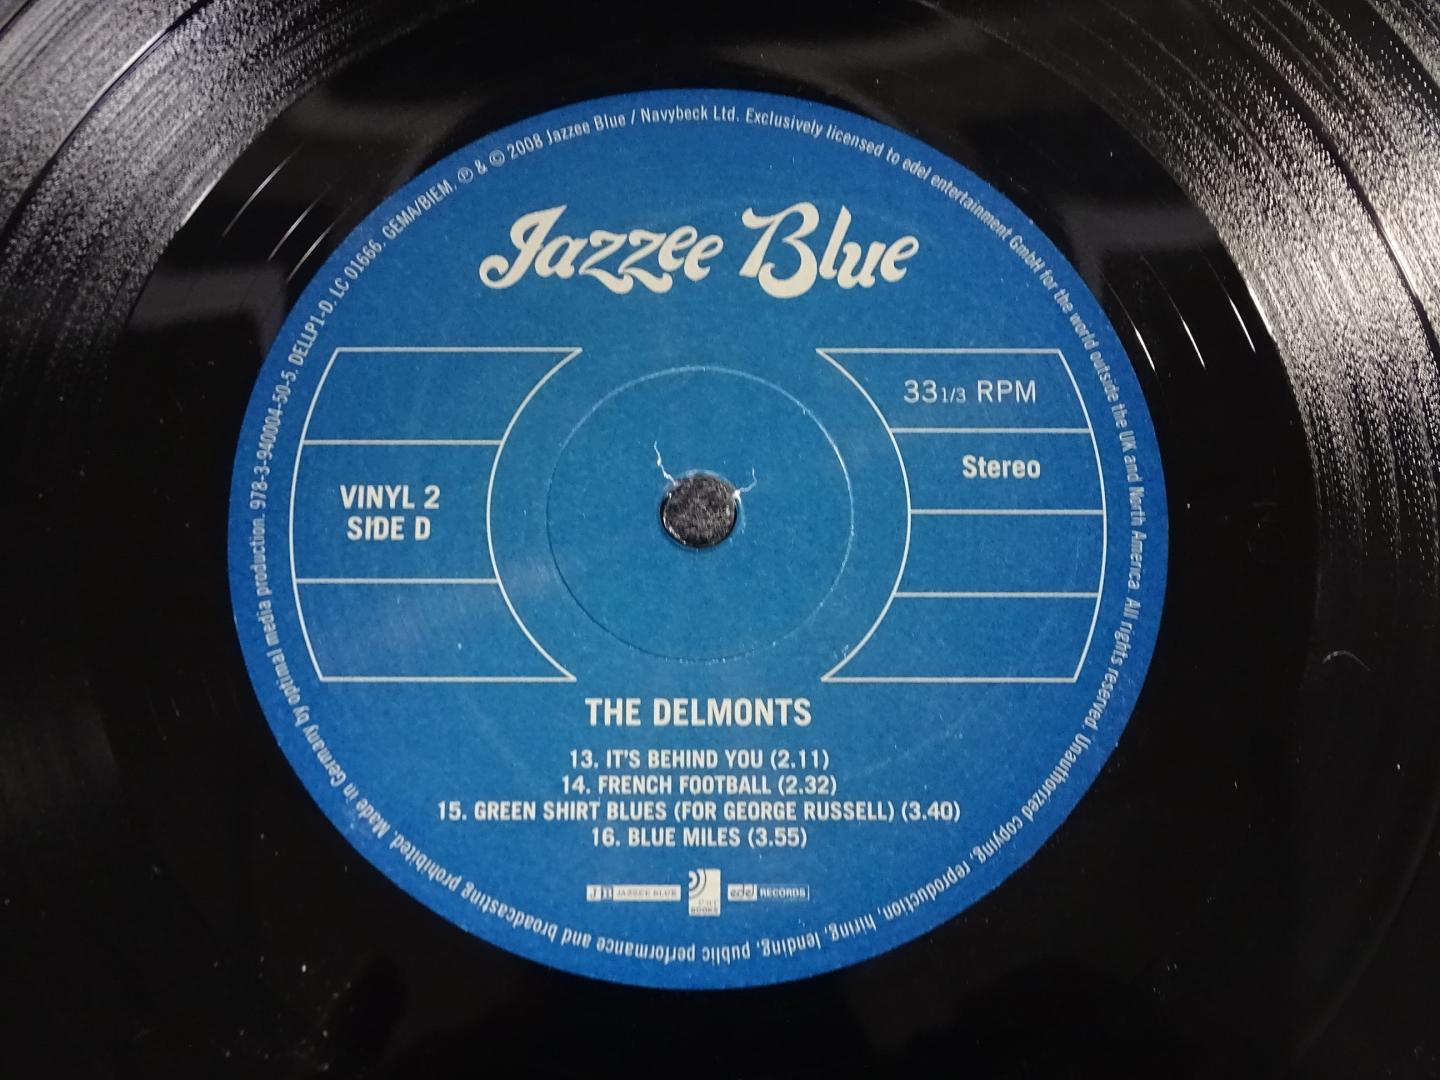 Made in Germany by optimal media production. 978-3-940004-50-5. DELLP1-D. LC 01666. GEMA/BIEM. ℗ & © 2008 Jazzee Blue / Navybeck Ltd. Exclusively licensed to edel entertainment GmbH for the world outside the UK and North America. All rights reserved. Unauthorized copying, reproduction, hiring, lending, public performance and broadcasting prohibited.
Jazzee Blue
33 1/3 RPM
Stereo
VINYL 2
SIDE D
THE DELMONTS
13. IT'S BEHIND YOU (2.11)
14. FRENCH FOOTBALL (2.32)
15. GREEN SHIRT BLUES (FOR GEORGE RUSSELL) (3.40)
16. BLUE MILES (3.55)
JAZZEE BLUE
BOOKS
edel RECORDS